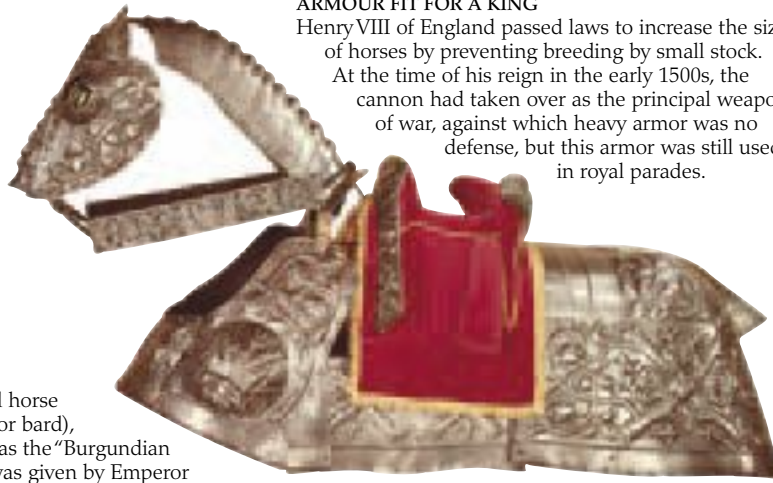 ARMOUR FIT FOR A KING
Henry VIII of England passed laws to increase the
of horses by preventing breeding by small stock.
At the time of his reign in the early 1500s, the
cannon had taken over as the principal
of war, against which heavy armor was no
defense, but this armor was still
in royal parades.
horse
or bard),
as the “Burgundian
was given by Emperor